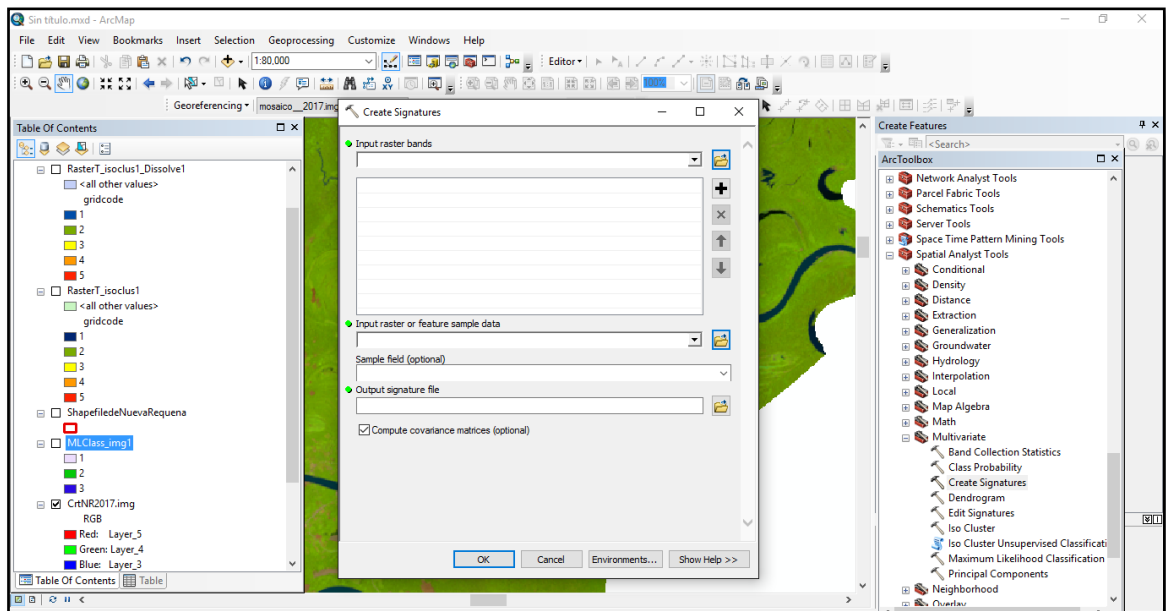 Sin título.mxd - ArcMap
File Edit View Bookmarks Insert Selection Geoprocessing Customize Windows Help
1:80,000
Editor
100%
Georeferencing
mosaico__2017.img
Table Of Contents
RasterT_isoclus1_Dissolve1
<all other values>
gridcode
1
2
3
4
5
RasterT_isoclus1
<all other values>
gridcode
1
2
3
4
5
ShapefiledeNuevaRequena
MLClass_img1
1
2
3
CrtNR2017.img
RGB
Red: Layer_5
Green: Layer_4
Blue: Layer_3
Table Of Contents
Table
Create Signatures
Input raster bands
Input raster or feature sample data
Sample field (optional)
Output signature file
Compute covariance matrices (optional)
OK
Cancel
Environments...
Show Help >>
Create Features
<Search>
ArcToolbox
Network Analyst Tools
Parcel Fabric Tools
Schematics Tools
Server Tools
Space Time Pattern Mining Tools
Spatial Analyst Tools
Conditional
Density
Distance
Extraction
Generalization
Groundwater
Hydrology
Interpolation
Local
Map Algebra
Math
Multivariate
Band Collection Statistics
Class Probability
Create Signatures
Dendrogram
Edit Signatures
Iso Cluster
Iso Cluster Unsupervised Classificati
Maximum Likelihood Classification
Principal Components
Neighborhood
Overlay